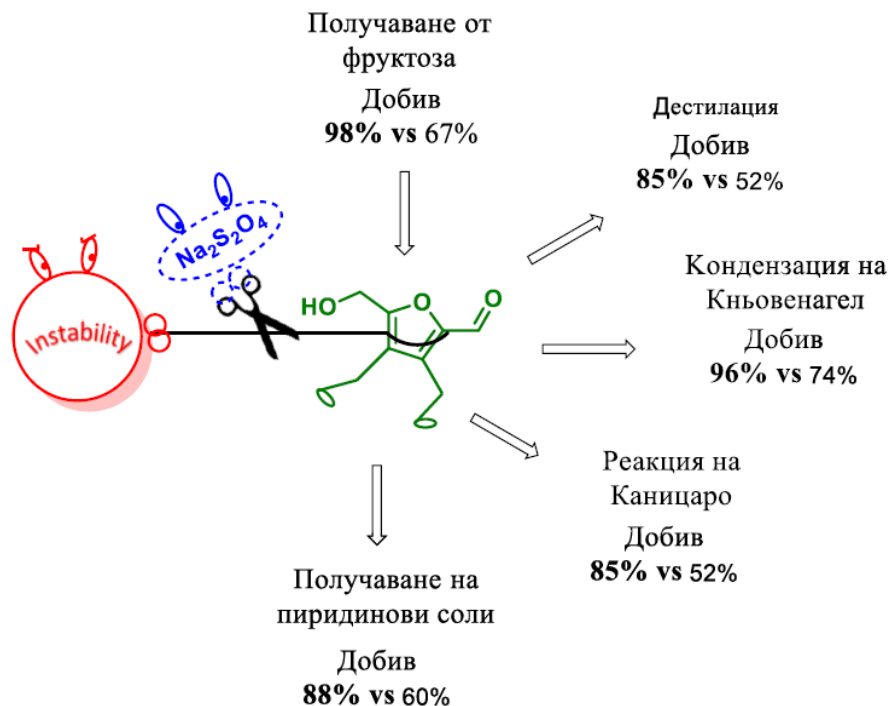 Получаване от
фруктоза
Добив
98% vs 67%
Дестилация
Добив
85% vs 52%
Na2S2O4
Instability
HO
O
O
Кондензация на
Кньовенагел
Добив
96% vs 74%
Реакция на
Каницаро
Добив
85% vs 52%
Получаване на
пиридинови соли
Добив
88% vs 60%